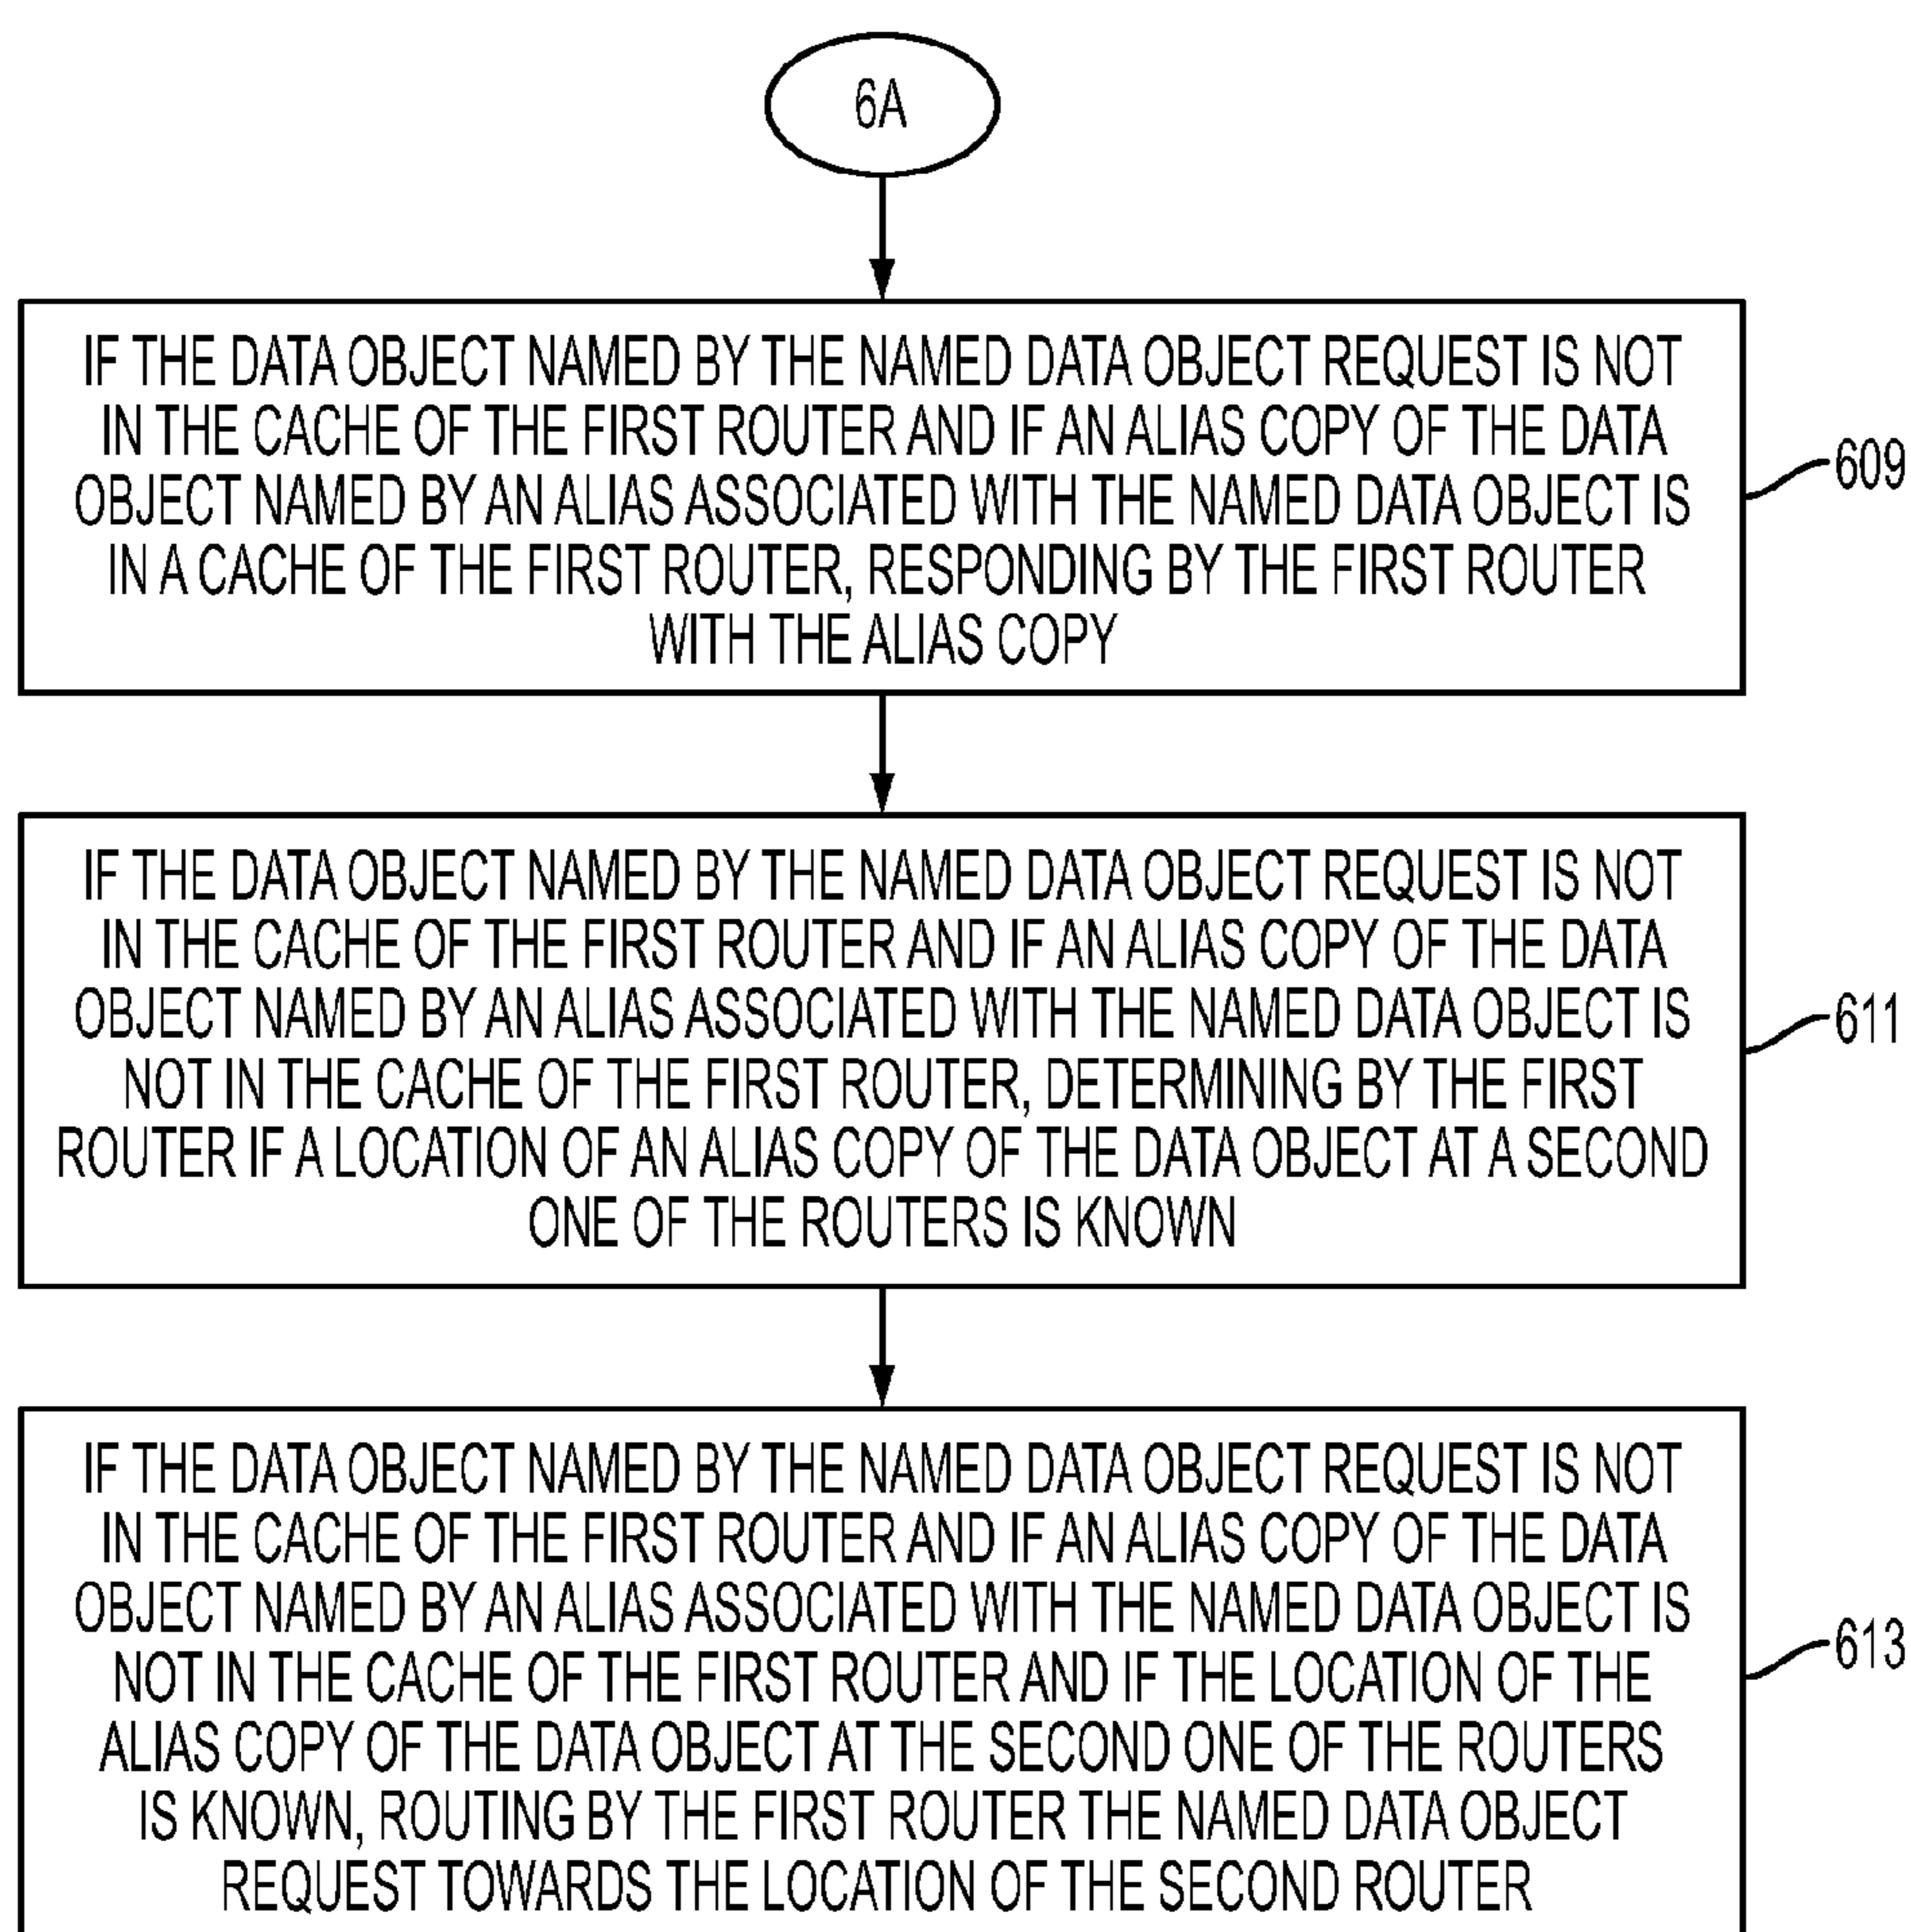 6A
IF THE DATA OBJECT NAMED BY THE NAMED DATA OBJECT REQUEST IS NOT
IN THE CACHE OF THE FIRST ROUTER AND IF AN ALIAS COPY OF THE DATA
OBJECT NAMED BY AN ALIAS ASSOCIATED WITH THE NAMED DATA OBJECT IS
IN A CACHE OF THE FIRST ROUTER, RESPONDING BY THE FIRST ROUTER
WITH THE ALIAS COPY
609
IF THE DATA OBJECT NAMED BY THE NAMED DATA OBJECT REQUEST IS NOT
IN THE CACHE OF THE FIRST ROUTER AND IF AN ALIAS COPY OF THE DATA
OBJECT NAMED BY AN ALIAS ASSOCIATED WITH THE NAMED DATA OBJECT IS
NOT IN THE CACHE OF THE FIRST ROUTER, DETERMINING BY THE FIRST
ROUTER IF A LOCATION OF AN ALIAS COPY OF THE DATA OBJECT AT A SECOND
ONE OF THE ROUTERS IS KNOWN
611
IF THE DATA OBJECT NAMED BY THE NAMED DATA OBJECT REQUEST IS NOT
IN THE CACHE OF THE FIRST ROUTER AND IF AN ALIAS COPY OF THE DATA
OBJECT NAMED BY AN ALIAS ASSOCIATED WITH THE NAMED DATA OBJECT IS
NOT IN THE CACHE OF THE FIRST ROUTER AND IF THE LOCATION OF THE
ALIAS COPY OF THE DATA OBJECT AT THE SECOND ONE OF THE ROUTERS
IS KNOWN, ROUTING BY THE FIRST ROUTER THE NAMED DATA OBJECT
REQUEST TOWARDS THE LOCATION OF THE SECOND ROUTER
613